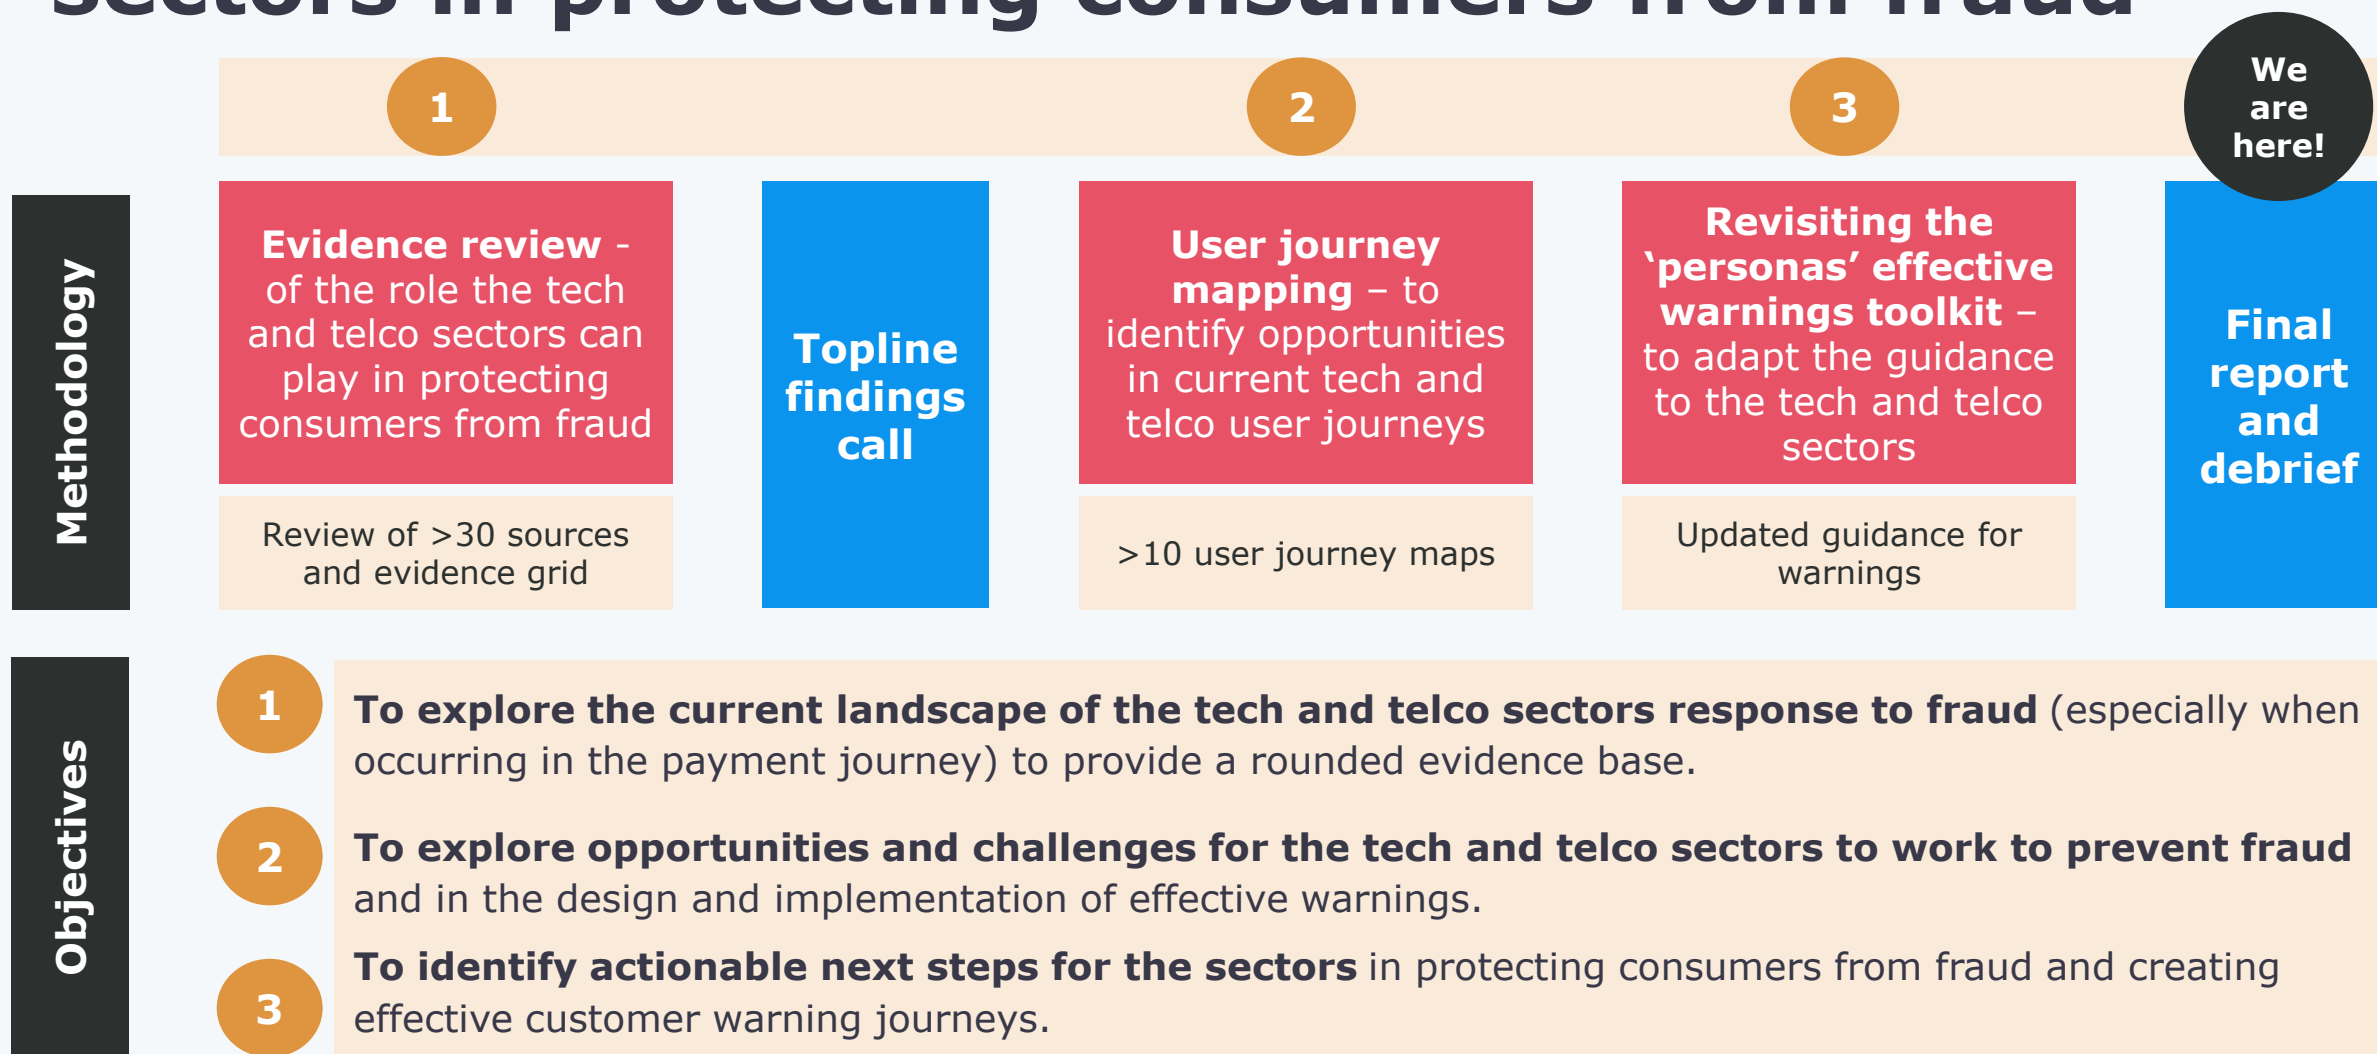 sectors in protecting consumers from fraud
1
2
3
We
are
here!
Methodology
Evidence review -
of the role the tech
and telco sectors can
play in protecting
consumers from fraud
Review of >30 sources
and evidence grid
Topline
findings
call
User journey
mapping – to
identify opportunities
in current tech and
telco user journeys
>10 user journey maps
Revisiting the
‘personas’ effective
warnings toolkit –
to adapt the guidance
to the tech and telco
sectors
Updated guidance for
warnings
Final
report
and
debrief
Objectives
1
To explore the current landscape of the tech and telco sectors response to fraud (especially when
occurring in the payment journey) to provide a rounded evidence base.
2
To explore opportunities and challenges for the tech and telco sectors to work to prevent fraud
and in the design and implementation of effective warnings.
3
To identify actionable next steps for the sectors in protecting consumers from fraud and creating
effective customer warning journeys.